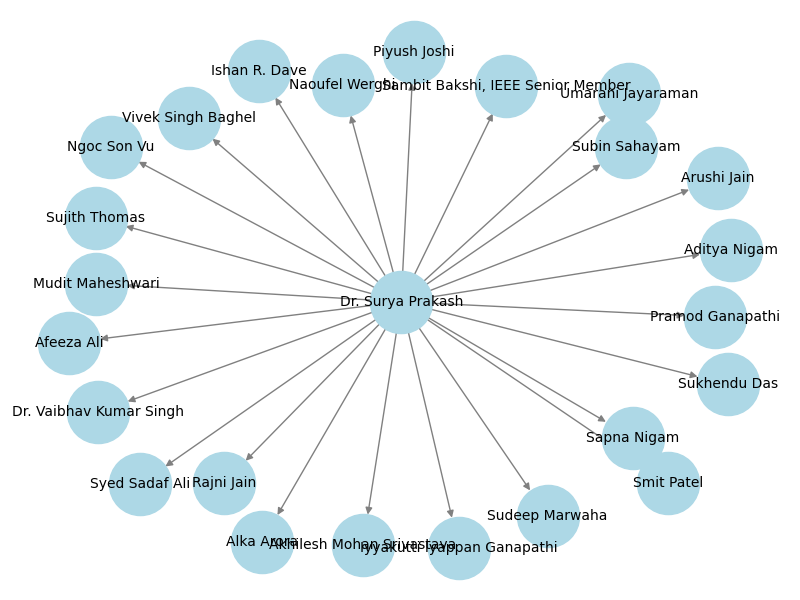 Piyush Joshi
Ishan R. Dave
Naoufel Werghi
Sambit Bakshi, IEEE Senior Member
Umarani Jayaraman
Vivek Singh Baghel
Ngoc Son Vu
Subin Sahayam
Arushi Jain
Sujith Thomas
Aditya Nigam
Mudit Maheshwari
Dr. Surya Prakash
Pramod Ganapathi
Afeeza Ali
Sukhendu Das
Dr. Vaibhav Kumar Singh
Sapna Nigam
Syed Sadaf Ali
Rajni Jain
Smit Patel
Sudeep Marwaha
Alka Arora
Akhilesh Mohan Srivastava
Iyyakutti Iyappan Ganapathi